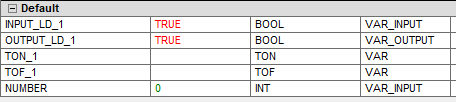 Default
INPUT_LD_1 TRUE BOOL VAR_INPUT
OUTPUT_LD_1 TRUE BOOL VAR_OUTPUT
TON_1 TON VAR
TOF_1 TOF VAR
NUMBER 0 INT VAR_INPUT